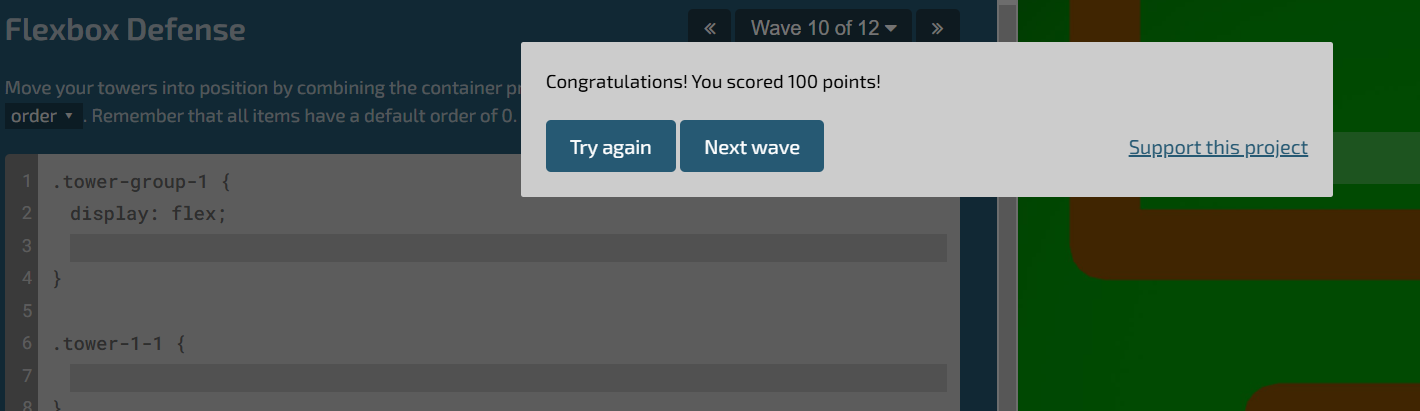 Flexbox Defense
« Wave 10 of 12 »
Move your towers into position by combining the container pr
order . Remember that all items have a default order of 0.
Congratulations! You scored 100 points!
Try again Next wave Support this project
1 .tower-group-1 {
2 display: flex;
3
4 }
5
6 .tower-1-1 {
7
8 }